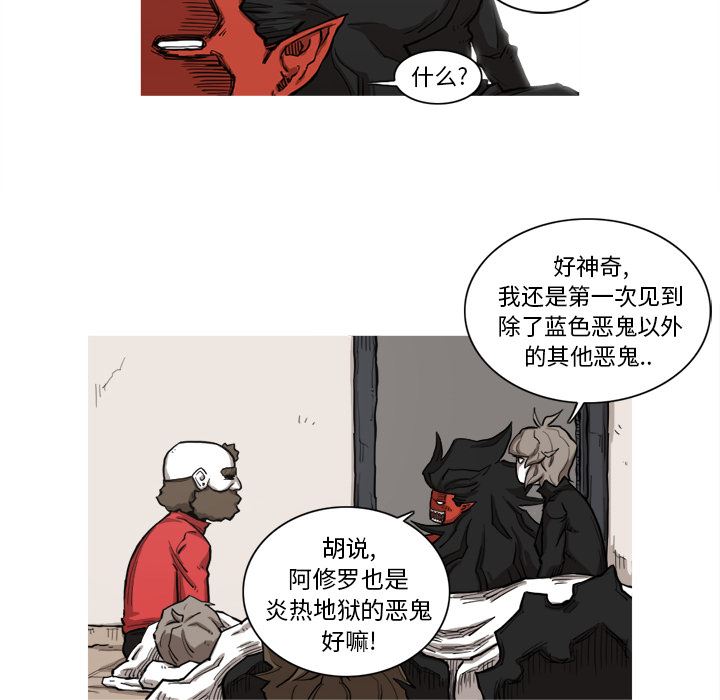 什么?
好神奇,
我还是第一次见到
除了蓝色恶鬼以外
的其他恶鬼..
胡说,
阿修罗也是
炎热地狱的恶鬼
好嘛!